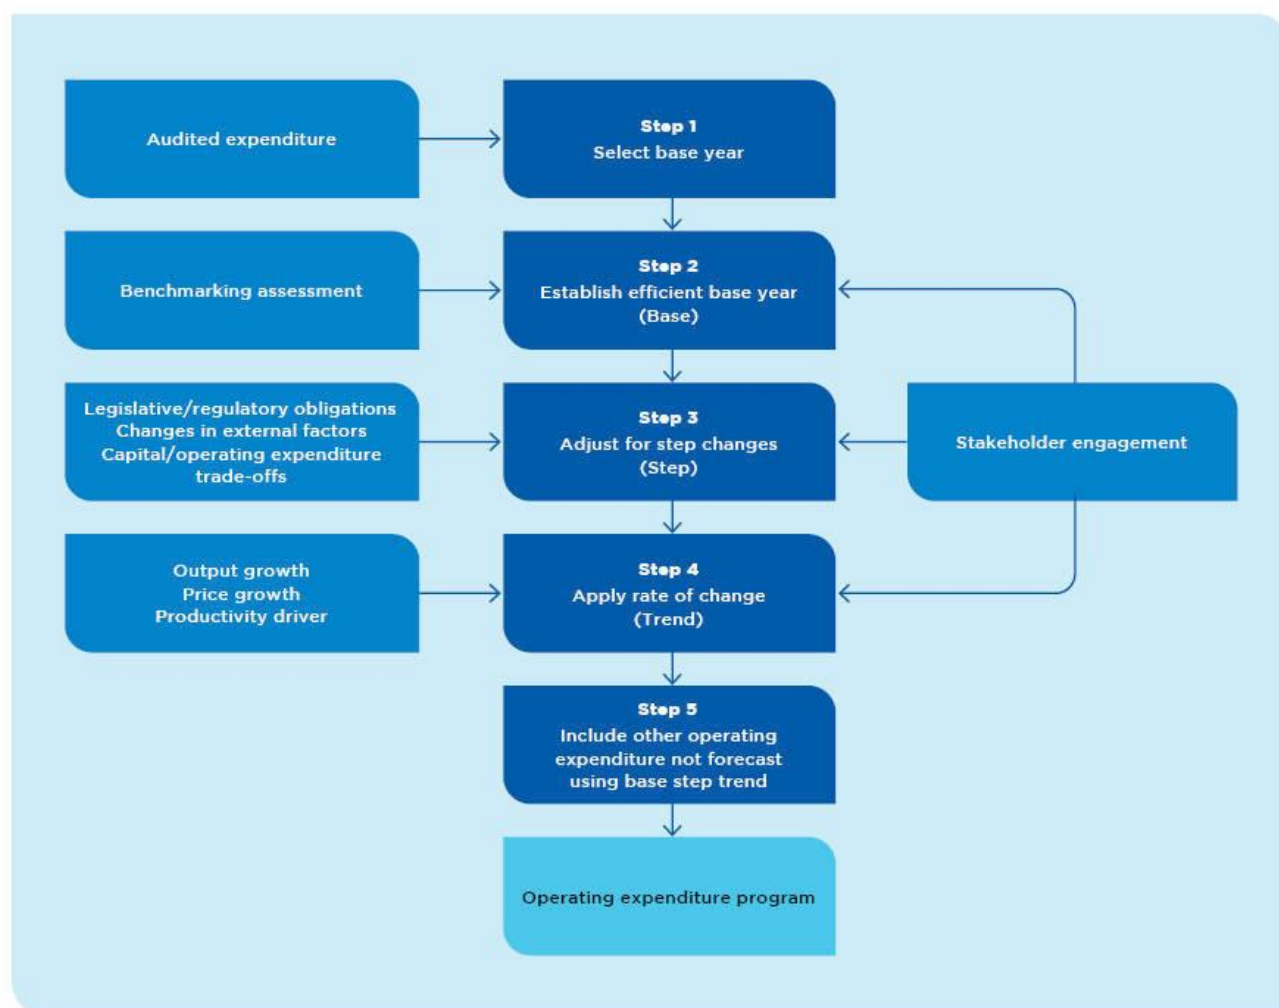 Audited expenditure
Step 1
Select base year
Benchmarking assessment
Step 2
Establish efficient base year
(Base)
Legislative/regulatory obligations
Changes in external factors
Capital/operating expenditure
trade-offs
Step 3
Adjust for step changes
(Step)
Stakeholder engagement
Output growth
Price growth
Productivity driver
Step 4
Apply rate of change
(Trend)
Step 5
Include other operating
expenditure not forecast
using base step trend
Operating expenditure program